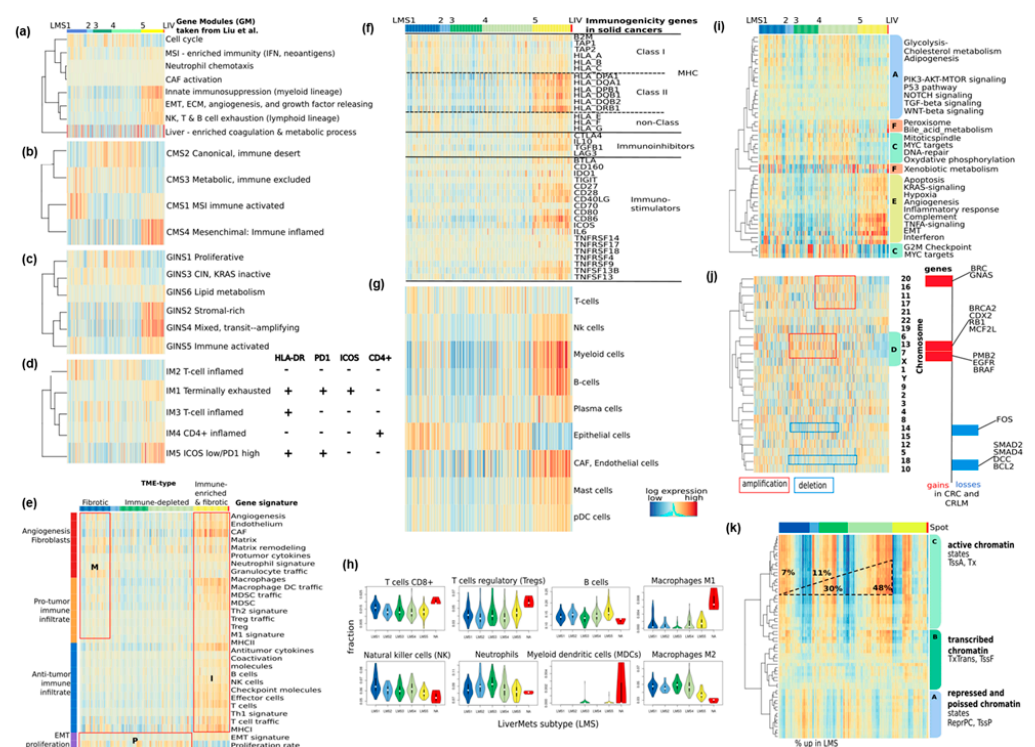 (a)
LMS1 2 3 4 5 LIV
Gene Modules (GM)
taken from Liu et al.
Cell cycle
MSI - enriched immunity (IFN, neoantigens)
Neutrophil chemotaxis
CAF activation
Innate immunosuppression (myeloid lineage)
EMT, ECM, angiogenesis, and growth factor releasing
NK, T & B cell exhaustion (lymphoid lineage)
Liver - enriched coagulation & metabolic process
(b)
CMS2 Canonical, immune desert
CMS3 Metabolic, immune excluded
CMS1 MSI immune activated
CMS4 Mesenchimal: Immune inflamed
(c)
GINS1 Proliferative
GINS3 CIN, KRAS inactive
GINS6 Lipid metabolism
GINS2 Stromal-rich
GINS4 Mixed, transit--amplifying
GINS5 Immune activated
(d)
HLA-DR PD1 ICOS CD4+
IM2 T-cell inflamed - - - -
IM1 Terminally exhausted + + + -
IM3 T-cell inflamed + - - -
IM4 CD4+ inflamed - - - +
IM5 ICOS low/PD1 high + + - -
(e)
TME-type
Fibrotic
Immune-depleted
Immune-
enriched
& fibrotic
Gene signature
Angiogenesis
Fibroblasts
Pro-tumor
immune
infiltrate
Anti-tumor
immune
infiltrate
EMT
proliferation
M
I
P
Angiogenesis
Endothelium
CAF
Matrix
Matrix remodeling
Protumor cytokines
Neutrophil signature
Granulocyte traffic
Macrophages
Macrophage DC traffic
MDSC traffic
MDSC
Th2 signature
Treg traffic
Treg
M1 signature
MHCII
Antitumor cytokines
Coactivation
molecules
B cells
NK cells
Checkpoint molecules
Effector cells
T cells
Th1 signature
T cell traffic
MHCI
EMT signature
Proliferation rate
(f)
LMS1 2 3 4 5 LIV
Immunogenicity genes
in solid cancers
B2M
TAP1
TAP2
HLA_A
HLA_B
HLA_C
HLA_DPA1
HLA_DQA1
HLA_DPB1
HLA_DQB1
HLA_DQB2
HLA_DRB1
HLA_E
HLA_F
HLA_G
CTLA4
IL10
TGFB1
LAG3
BTLA
CD160
IDO1
TIGIT
CD27
CD28
CD40LG
CD70
CD80
CD86
ICOS
IL6
TNFRSF14
TNFRSF17
TNFRSF18
TNFRSF4
TNFRSF9
TNFSF13B
TNFSF13
Class I
MHC
Class II
non-Class
Immunoinhibitors
Immuno-
stimulators
(g)
T-cells
Nk cells
Myeloid cells
B-cells
Plasma cells
Epithelial cells
CAF, Endothelial cells
Mast cells
pDC cells
log expression
low high
(h)
fraction
T cells CD8+
T cells regulatory (Tregs)
B cells
Macrophages M1
Natural killer cells (NK)
Neutrophils
Myeloid dendritic cells (MDCs)
Macrophages M2
LiverMets subtype (LMS)
(i)
LMS1 2 3 4 5 LIV
Glycolysis-
Cholesterol metabolism
Adipogenesis
PIK3-AKT-MTOR signaling
P53 pathway
NOTCH signaling
TGF-beta signaling
WNT-beta signaling
Peroxisome
Bile_acid_metabolism
Mitoticspindle
MYC targets
DNA-repair
Oxydative phosphorylation
Xenobiotic metabolism
Apoptosis
KRAS-signaling
Hypoxia
Angiogenesis
Inflammatory response
Complement
TNFA-signaling
EMT
Interferon
G2M Checkpoint
MYC targets
A
F
C
F
E
C
(j)
20
16
11
17
21
22
19
6
13
7
X
1
Y
9
2
3
4
8
14
15
12
5
18
10
D
Chromosome
genes
BRC
GNAS
BRCA2
CDX2
RB1
MCF2L
PMB2
EGFR
BRAF
FOS
SMAD2
SMAD4
DCC
BCL2
amplification
deletion
gains losses
in CRC and
CRLM
(k)
Spot
7% 11% 30% 48%
C
B
A
active chromatin
states
TssA, Tx
transcribed
chromatin
TxTrans, TssF
repressed and
poissed chromatin
states
ReprPC, TssP
% up in LMS